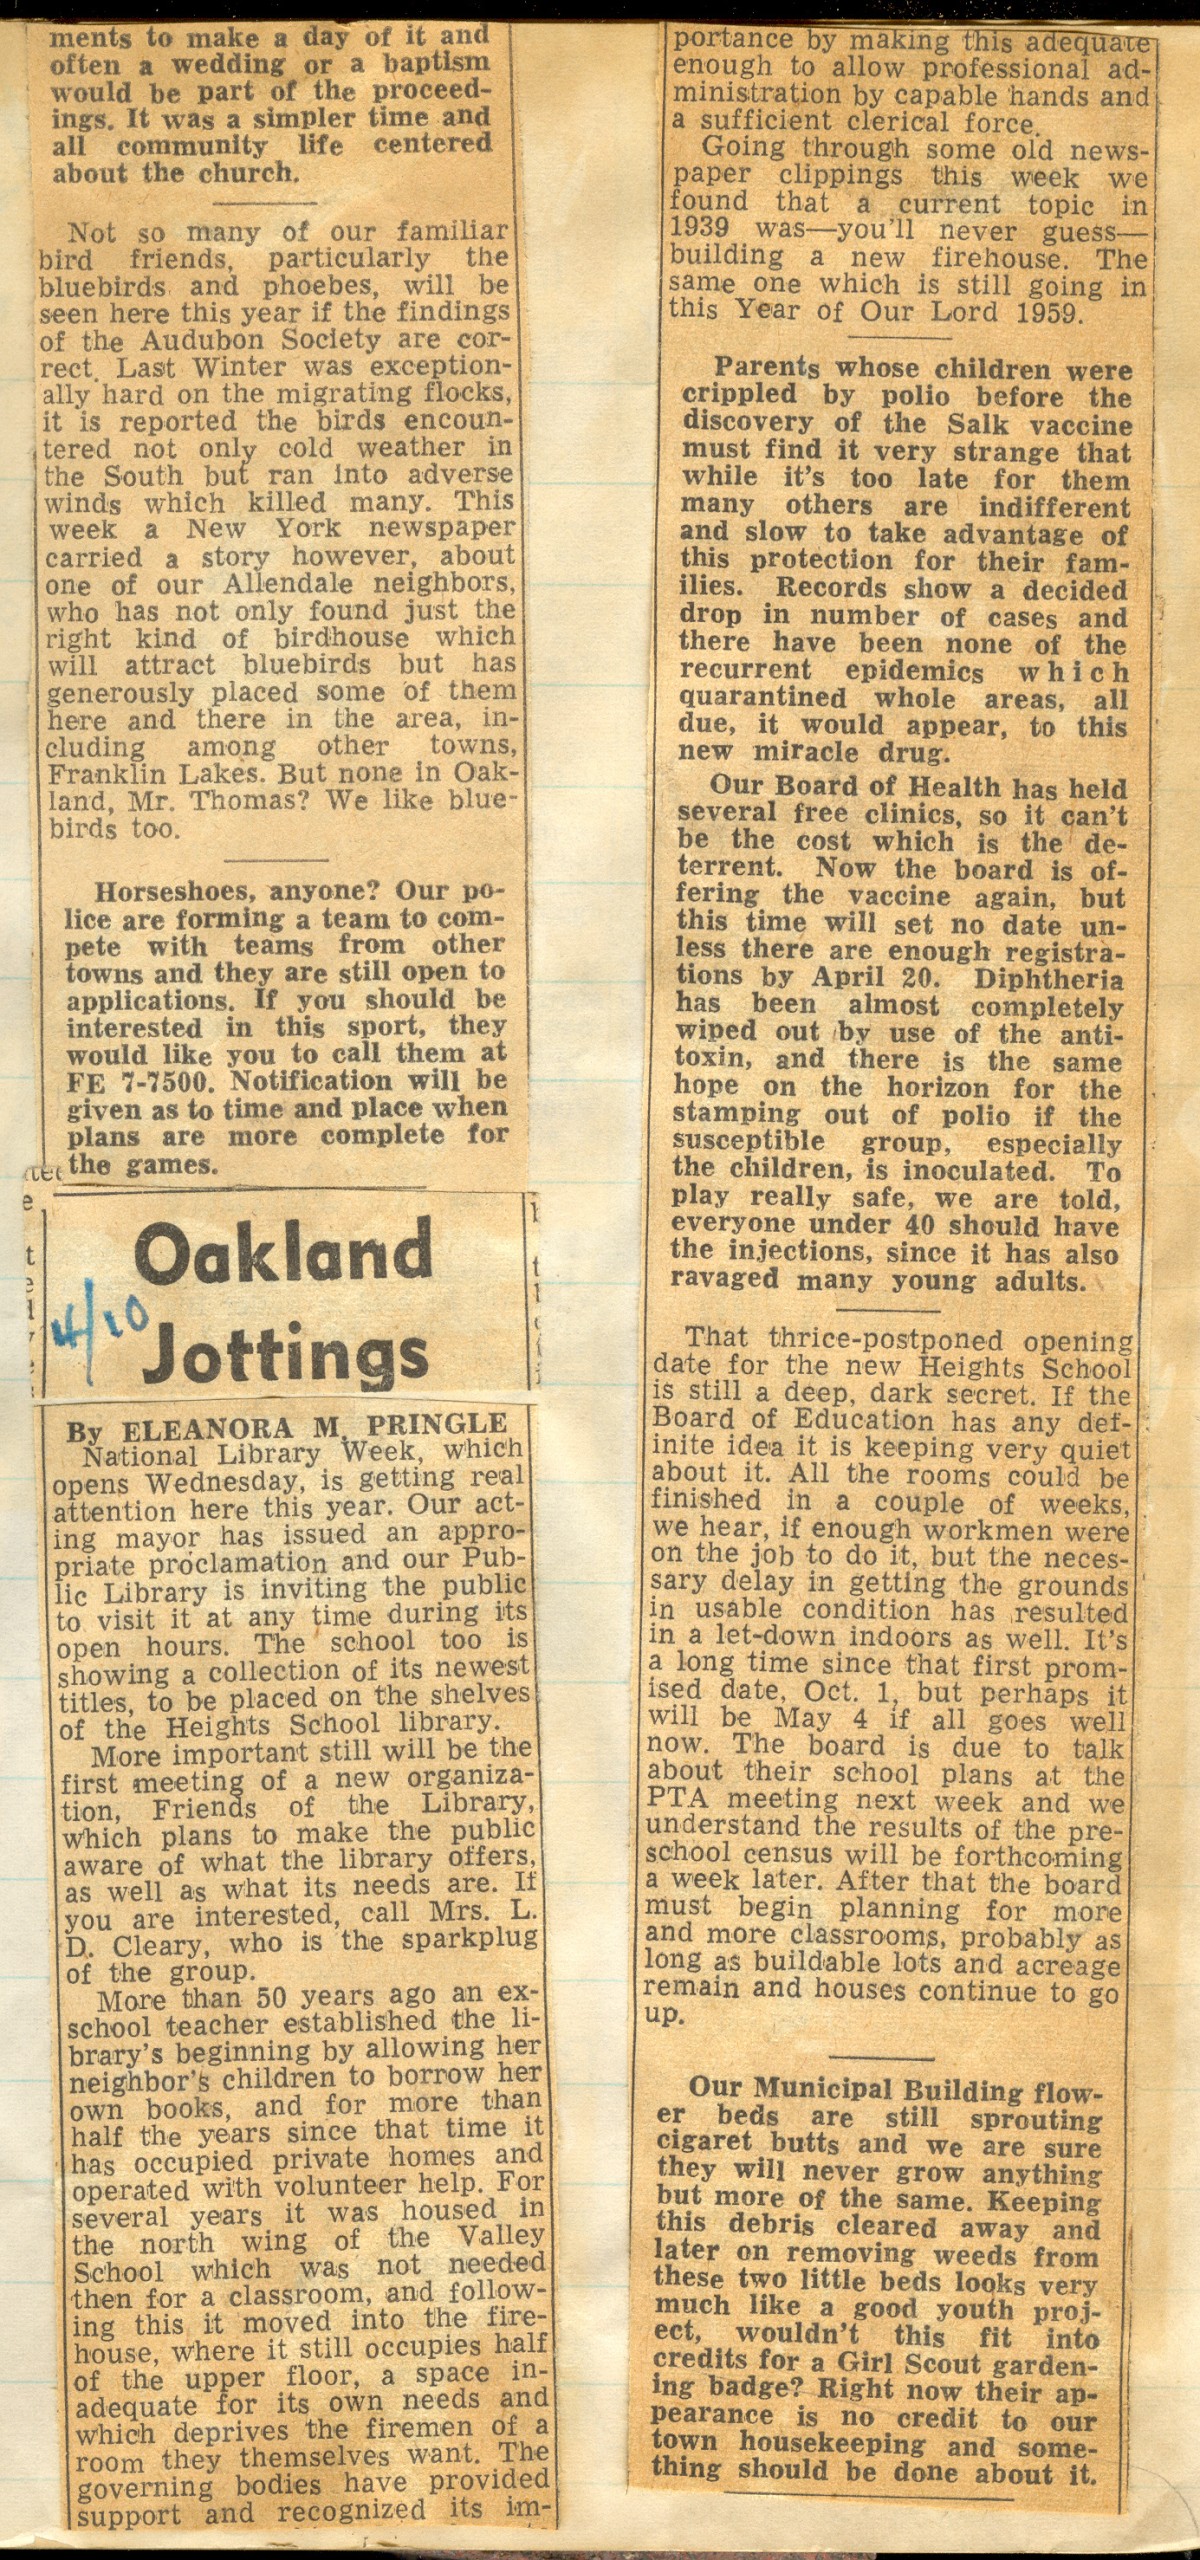 ments to make a day of it and
often a wedding or a baptism
would be part of the proceed-
ings. It was a simpler time and
all community life centered
about the church.
Not so many of our familiar
bird friends, particularly the
bluebirds and phoebes, will be
seen here this year if the findings
of the Audubon Society are cor-
rect. Last Winter was exception-
ally hard on the migrating flocks,
it is reported the birds encoun-
tered not only cold weather in
the South but ran into adverse
winds which killed many. This
week a New York newspaper
carried a story however, about
one of our Allendale neighbors,
who has not only found just the
right kind of birdhouse which
will attract bluebirds but has
generously placed some of them
here and there in the area, in-
cluding among other towns,
Franklin Lakes. But none in Oak-
land, Mr. Thomas? We like blue-
birds too.
Horseshoes, anyone? Our po-
lice are forming a team to com-
pete with teams from other
towns and they are still open to
applications. If you should be
interested in this sport, they
would like you to call them at
FE 7-7500. Notification will be
given as to time and place when
plans are more complete for
the games.
Oakland
4/10
Jottings
By ELEANORA M. PRINGLE
National Library Week, which
opens Wednesday, is getting real
attention here this year. Our act-
ing mayor has issued an appro-
priate proclamation and our Pub-
lic Library is inviting the public
to visit it at any time during its
open hours. The school too is
showing a collection of its newest
titles, to be placed on the shelves
of the Heights School library.
More important still will be the
first meeting of a new organiza-
tion, Friends of the Library,
which plans to make the public
aware of what the library offers,
as well as what its needs are. If
you are interested, call Mrs. L.
D. Cleary, who is the sparkplug
of the group.
More than 50 years ago an ex-
school teacher established the li-
brary's beginning by allowing her
neighbor's children to borrow her
own books, and for more than
half the years since that time it
has occupied private homes and
operated with volunteer help. For
several years it was housed in
the north wing of the Valley
School which was not needed
then for a classroom, and follow-
ing this it moved into the fire-
house, where it still occupies half
of the upper floor, a space in-
adequate for its own needs and
which deprives the firemen of a
room they themselves want. The
governing bodies have provided
support and recognized its im-
portance by making this adequate
enough to allow professional ad-
ministration by capable hands and
a sufficient clerical force.
Going through some old news-
paper clippings this week we
found that a current topic in
1939 was—you'll never guess—
building a new firehouse. The
same one which is still going in
this Year of Our Lord 1959.
Parents whose children were
crippled by polio before the
discovery of the Salk vaccine
must find it very strange that
while it's too late for them
many others are indifferent
and slow to take advantage of
this protection for their fam-
ilies. Records show a decided
drop in number of cases and
there have been none of the
recurrent epidemics which
quarantined whole areas, all
due, it would appear, to this
new miracle drug.
Our Board of Health has held
several free clinics, so it can't
be the cost which is the de-
terrent. Now the board is of-
fering the vaccine again, but
this time will set no date un-
less there are enough registra-
tions by April 20. Diphtheria
has been almost completely
wiped out by use of the anti-
toxin, and there is the same
hope on the horizon for the
stamping out of polio if the
susceptible group, especially
the children, is inoculated. To
play really safe, we are told,
everyone under 40 should have
the injections, since it has also
ravaged many young adults.
That thrice-postponed opening
date for the new Heights School
is still a deep, dark secret. If the
Board of Education has any def-
inite idea it is keeping very quiet
about it. All the rooms could be
finished in a couple of weeks,
we hear, if enough workmen were
on the job to do it, but the neces-
sary delay in getting the grounds
in usable condition has resulted
in a let-down indoors as well. It's
a long time since that first prom-
ised date, Oct. 1, but perhaps it
will be May 4 if all goes well
now. The board is due to talk
about their school plans at the
PTA meeting next week and we
understand the results of the pre-
school census will be forthcoming
a week later. After that the board
must begin planning for more
and more classrooms, probably as
long as buildable lots and acreage
remain and houses continue to go
up.
Our Municipal Building flow-
er beds are still sprouting
cigaret butts and we are sure
they will never grow anything
but more of the same. Keeping
this debris cleared away and
later on removing weeds from
these two little beds looks very
much like a good youth proj-
ect, wouldn't this fit into
credits for a Girl Scout garden-
ing badge? Right now their ap-
pearance is no credit to our
town housekeeping and some-
thing should be done about it.